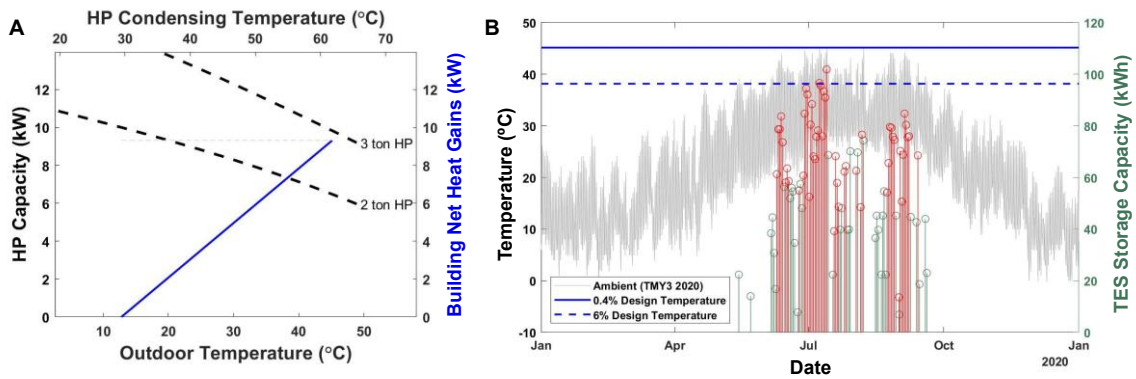 A
HP Condensing Temperature (°C)
20 30 40 50 60 70
HP Capacity (kW)
12
10
8
6
4
2
0
12
10
8
6
4
2
0
Building Net Heat Gains (kW)
3 ton HP
2 ton HP
10 20 30 40 50
Outdoor Temperature (°C)
B
Temperature (°C)
50
40
30
20
10
0
-10
120
100
80
60
40
20
0
TES Storage Capacity (kWh)
Ambient (TMY3 2020)
0.4% Design Temperature
6% Design Temperature
Jan Apr Jul Oct Jan
2020
Date